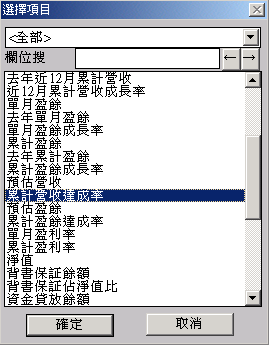 選擇項目
<全部>
欄位搜
← →
去年近12月累計營收
近12月累計營收成長率
單月盈餘
去年單月盈餘
單月盈餘成長率
累計盈餘
去年累計盈餘
累計盈餘成長率
預估營收
累計營收達成率
預估盈餘
累計盈餘達成率
單月盈利率
累計盈利率
淨值
背書保証餘額
背書保証佔淨值比
資金貸放餘額
確定
取消